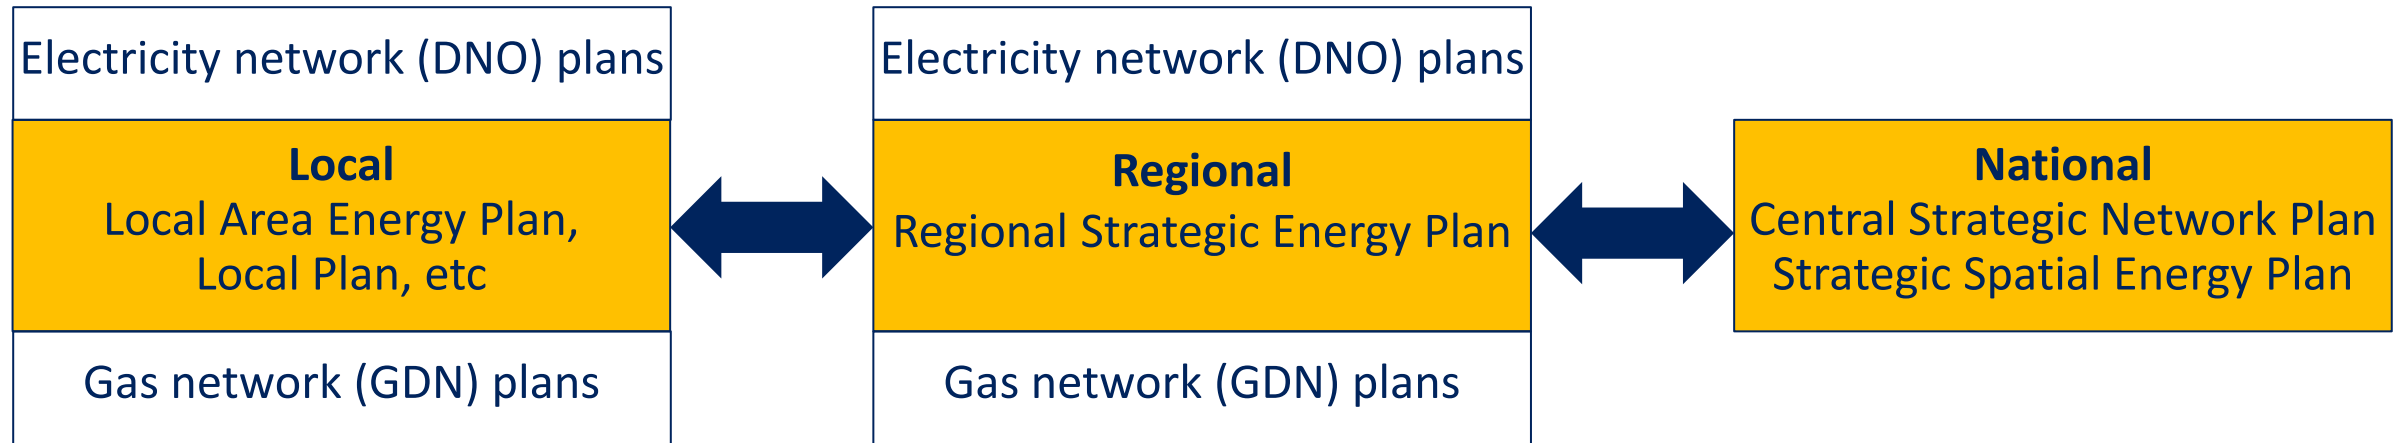 Electricity network (DNO) plans
Local
Local Area Energy Plan,
Local Plan, etc
Gas network (GDN) plans
Electricity network (DNO) plans
Regional
Regional Strategic Energy Plan
Gas network (GDN) plans
National
Central Strategic Network Plan
Strategic Spatial Energy Plan